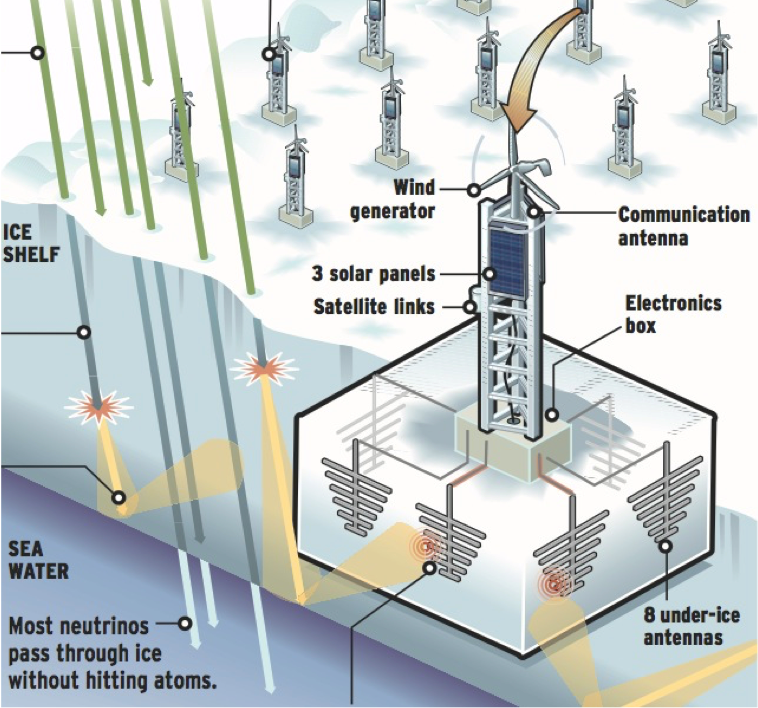 Wind
generator
Communication
antenna
ICE
SHELF
3 solar panels
Satellite links
Electronics
box
SEA
WATER
Most neutrinos
pass through ice
without hitting atoms.
8 under-ice
antennas